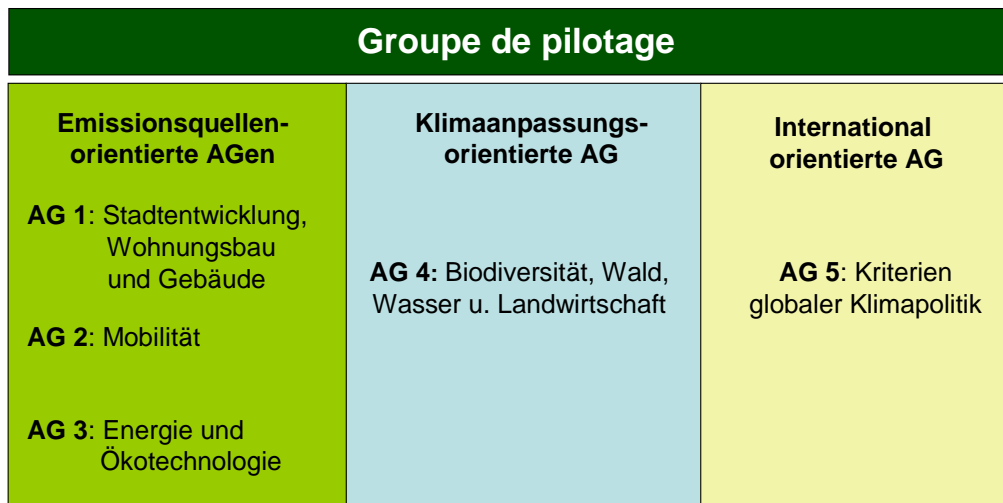 Groupe de pilotage
Emissionsquellen-
orientierte AGen
AG 1: Stadtentwicklung,
Wohnungsbau
und Gebäude
AG 2: Mobilität
AG 3: Energie und
Ökotechnologie
Klimaanpassungs-
orientierte AG
AG 4: Biodiversität, Wald,
Wasser u. Landwirtschaft
International
orientierte AG
AG 5: Kriterien
globaler Klimapolitik